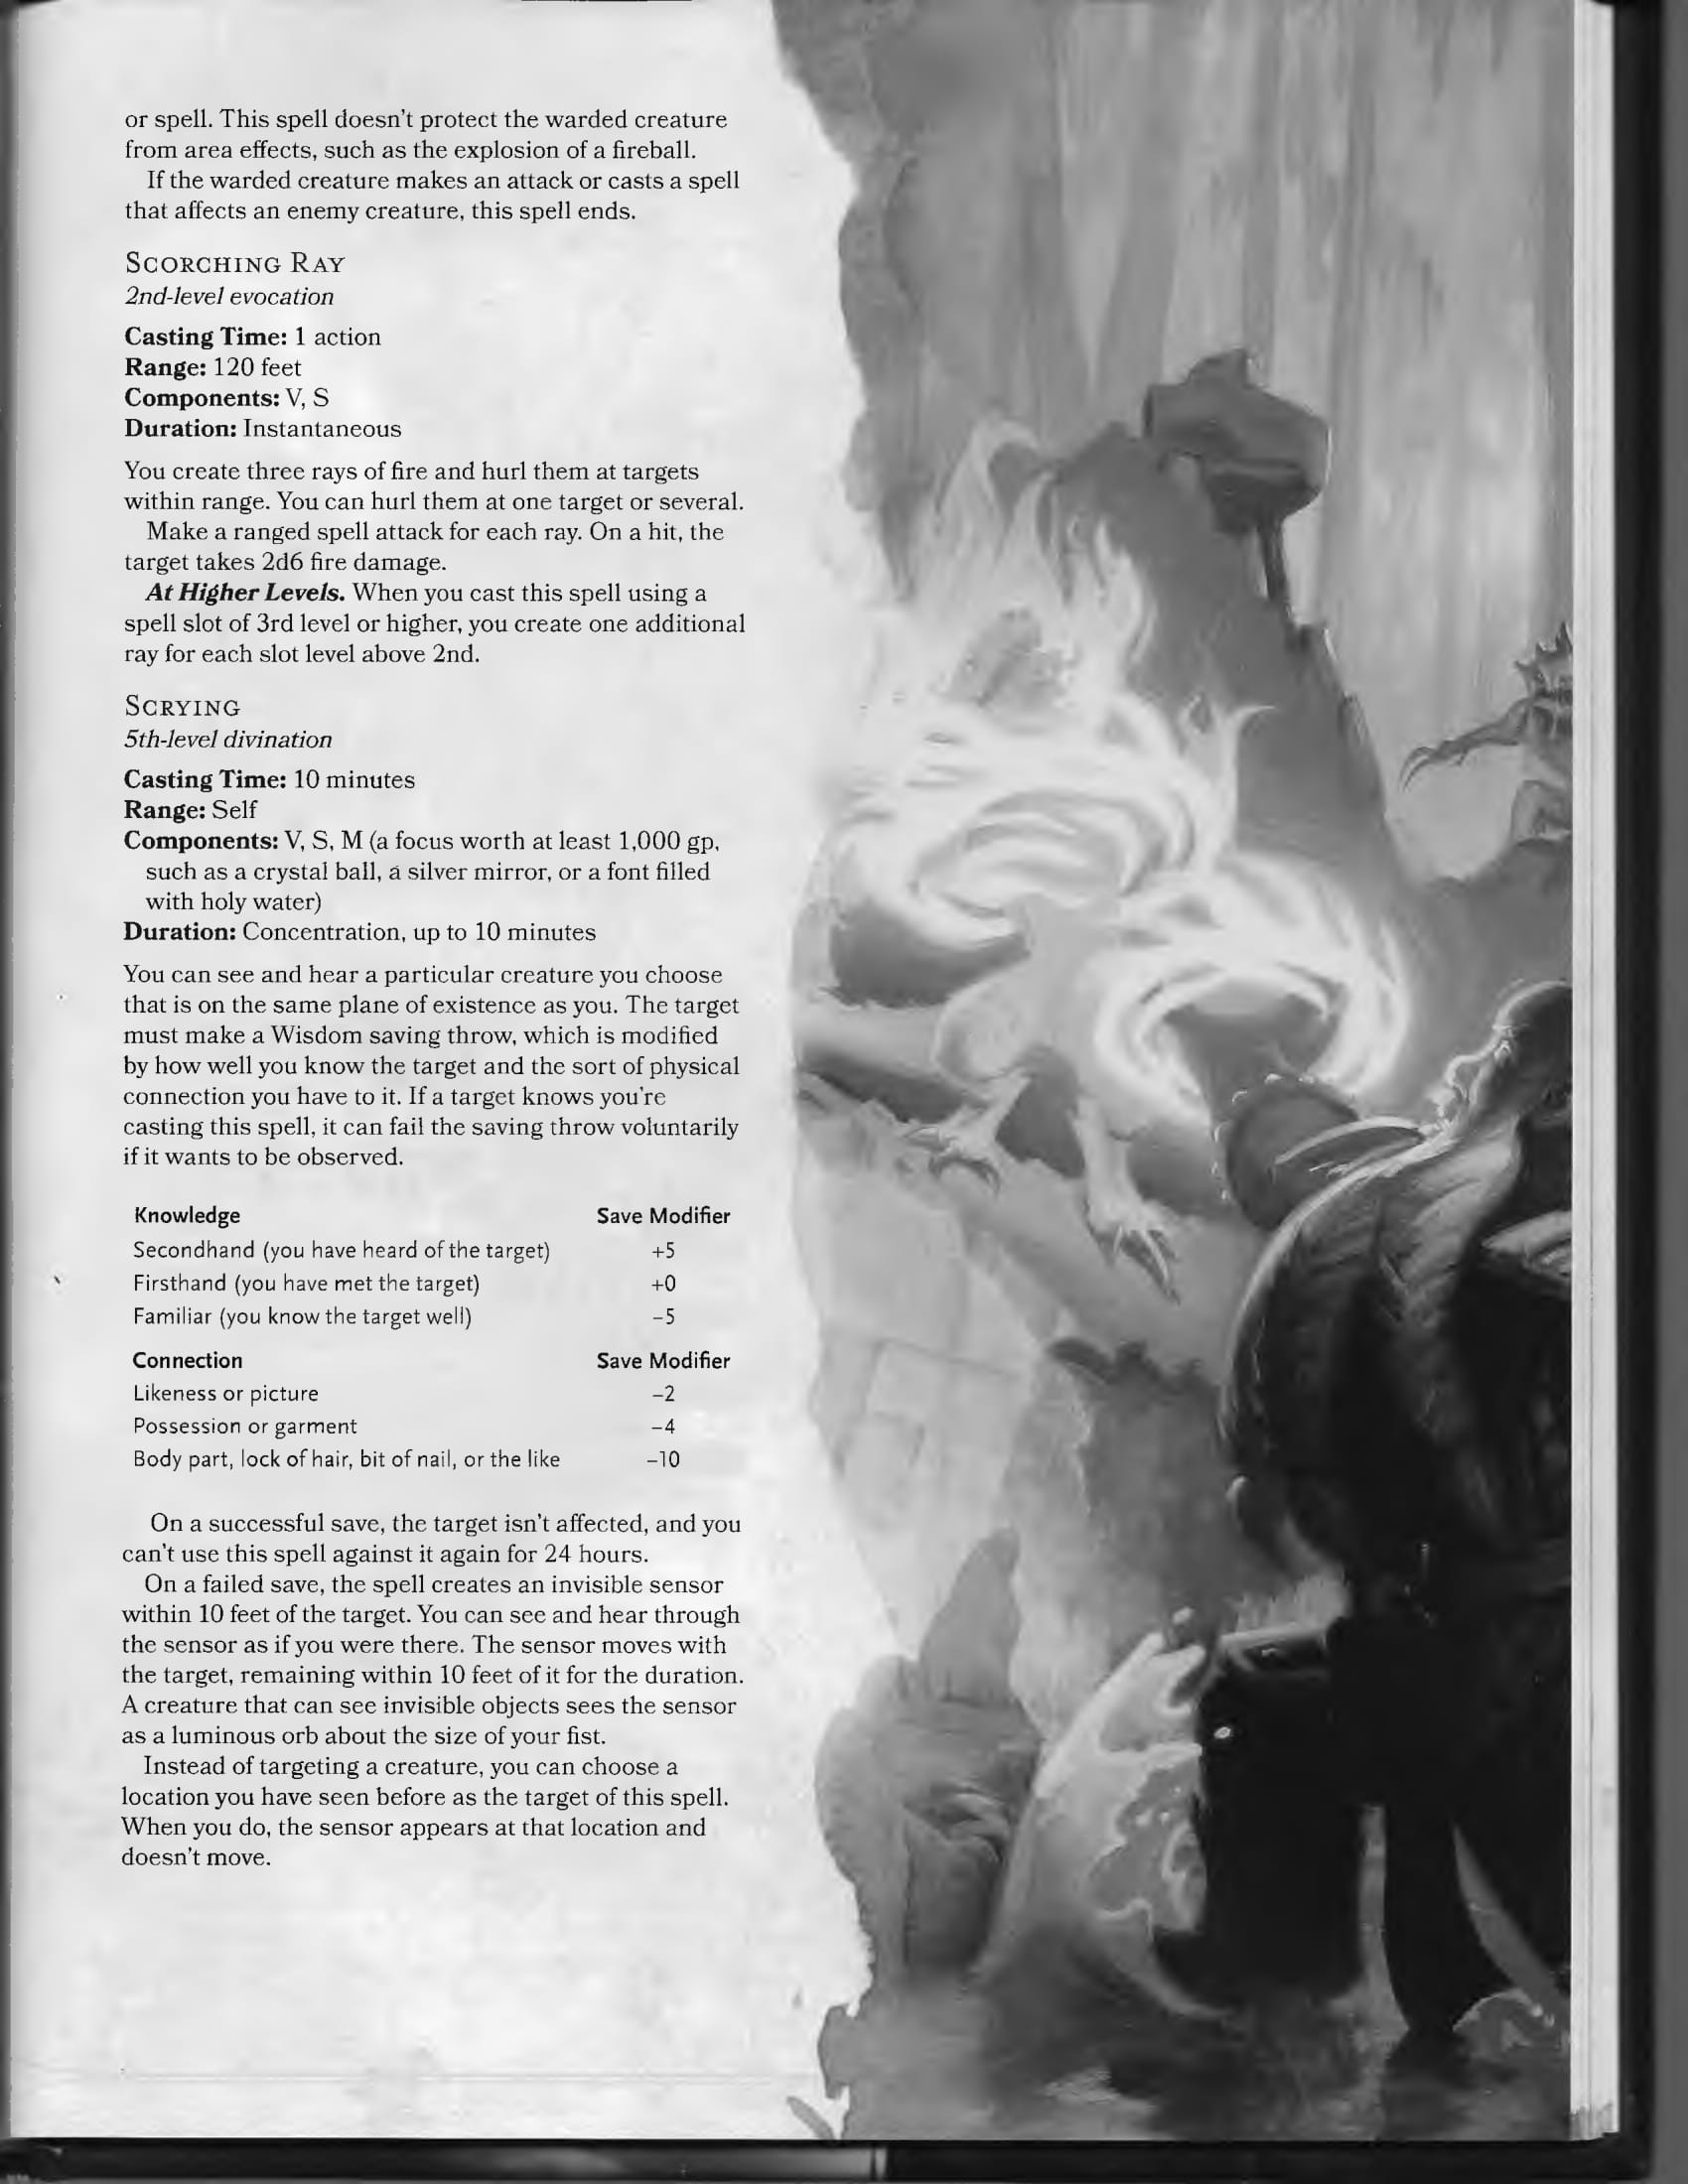 or spell. This spell doesn't protect the warded creature
from area effects, such as the explosion of a fireball.
If the warded creature makes an attack or casts a spell
that affects an enemy creature, this spell ends.
Scorching Ray
2nd-level evocation
Casting Time: 1 action
Range: 120 feet
Components: V, S
Duration: Instantaneous
You create three rays of fire and hurl them at targets
within range. You can hurl them at one target or several.
Make a ranged spell attack for each ray. On a hit, the
target takes 2d6 fire damage.
At Higher Levels. When you cast this spell using a
spell slot of 3rd level or higher, you create one additional
ray for each slot level above 2nd.
Scrying
5th-level divination
Casting Time: 10 minutes
Range: Self
Components: V, S, M (a focus worth at least 1,000 gp,
such as a crystal ball, a silver mirror, or a font filled
with holy water)
Duration: Concentration, up to 10 minutes
You can see and hear a particular creature you choose
that is on the same plane of existence as you. The target
must make a Wisdom saving throw, which is modified
by how well you know the target and the sort of physical
connection you have to it. If a target knows you're
casting this spell, it can fail the saving throw voluntarily
if it wants to be observed.
Knowledge Save Modifier
Secondhand (you have heard of the target) +5
Firsthand (you have met the target) +0
Familiar (you know the target well) –5
Connection Save Modifier
Likeness or picture –2
Possession or garment –4
Body part, lock of hair, bit of nail, or the like –10
On a successful save, the target isn't affected, and you
can't use this spell against it again for 24 hours.
On a failed save, the spell creates an invisible sensor
within 10 feet of the target. You can see and hear through
the sensor as if you were there. The sensor moves with
the target, remaining within 10 feet of it for the duration.
A creature that can see invisible objects sees the sensor
as a luminous orb about the size of your fist.
Instead of targeting a creature, you can choose a
location you have seen before as the target of this spell.
When you do, the sensor appears at that location and
doesn't move.